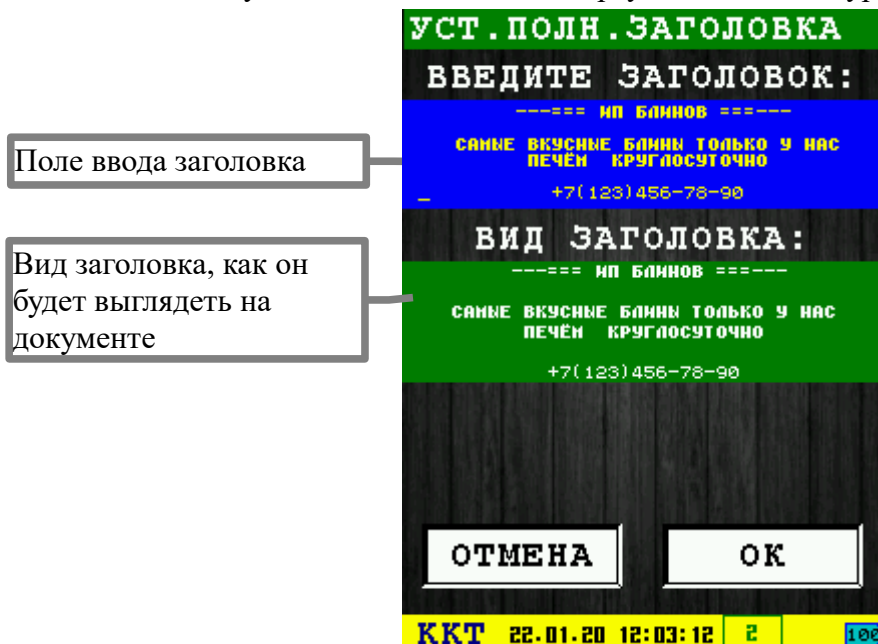 УСТ.ПОЛН.ЗАГОЛОВКА
ВВЕДИТЕ ЗАГОЛОВОК:
---=== ИП БЛИНОВ ===---
САМЫЕ ВКУСНЫЕ БЛИНЫ ТОЛЬКО У НАС
ПЕЧЁМ КРУГЛОСУТОЧНО
+7(123)456-78-90
_
Поле ввода заголовка
ВИД ЗАГОЛОВКА:
---=== ИП БЛИНОВ ===---
САМЫЕ ВКУСНЫЕ БЛИНЫ ТОЛЬКО У НАС
ПЕЧЁМ КРУГЛОСУТОЧНО
+7(123)456-78-90
Вид заголовка, как он
будет выглядеть на
документе
ОТМЕНА
ОК
ККТ 22.01.20 12:03:12 2 100